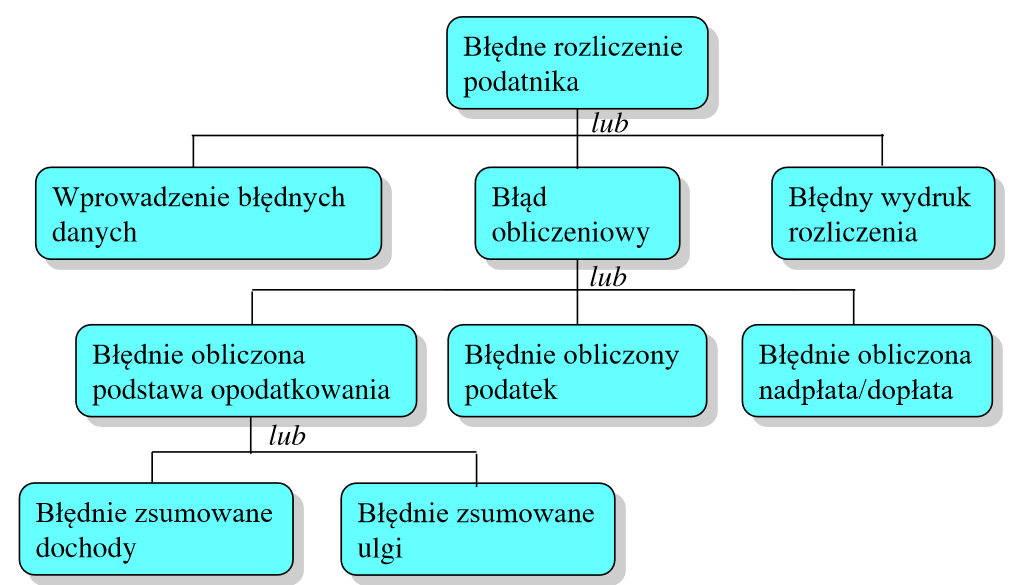 Błędne rozliczenie
podatnika
lub
Wprowadzenie błędnych
danych
Błąd
obliczeniowy
Błędny wydruk
rozliczenia
lub
Błędnie obliczona
podstawa opodatkowania
Błędnie obliczony
podatek
Błędnie obliczona
nadpłata/dopłata
lub
Błędnie zsumowane
dochody
Błędnie zsumowane
ulgi